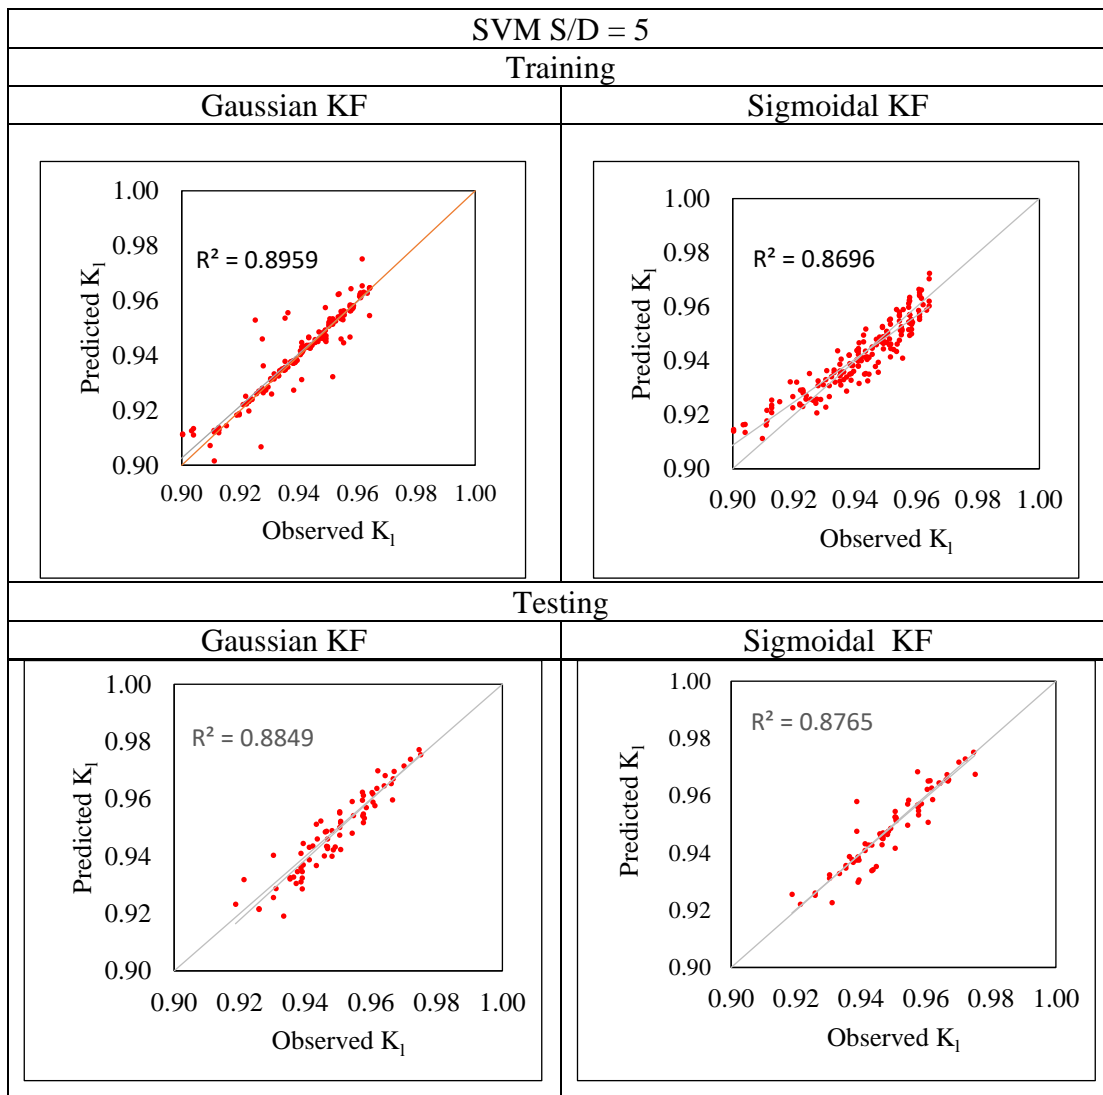 SVM S/D = 5
Training
Gaussian KF
Sigmoidal KF
1.00
0.98
0.96
0.94
0.92
0.90
Predicted K₁
R² = 0.8959
0.90 0.92 0.94 0.96 0.98 1.00
Observed K₁
1.00
0.98
0.96
0.94
0.92
0.90
Predicted K₁
R² = 0.8696
0.90 0.92 0.94 0.96 0.98 1.00
Observed K₁
Testing
Gaussian KF
Sigmoidal KF
1.00
0.98
0.96
0.94
0.92
0.90
Predicted K₁
R² = 0.8849
0.90 0.92 0.94 0.96 0.98 1.00
Observed K₁
1.00
0.98
0.96
0.94
0.92
0.90
Predicted K₁
R² = 0.8765
0.90 0.92 0.94 0.96 0.98 1.00
Observed K₁